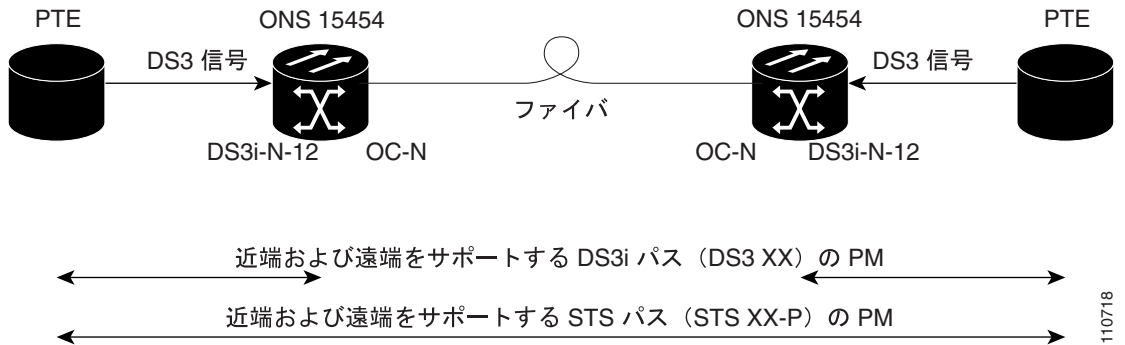 PTE
ONS 15454
ONS 15454
PTE
DS3 信号
DS3 信号
ファイバ
DS3i-N-12
OC-N
OC-N
DS3i-N-12
近端および遠端をサポートする DS3i パス（DS3 XX）の PM
近端および遠端をサポートする STS パス（STS XX-P）の PM
110718